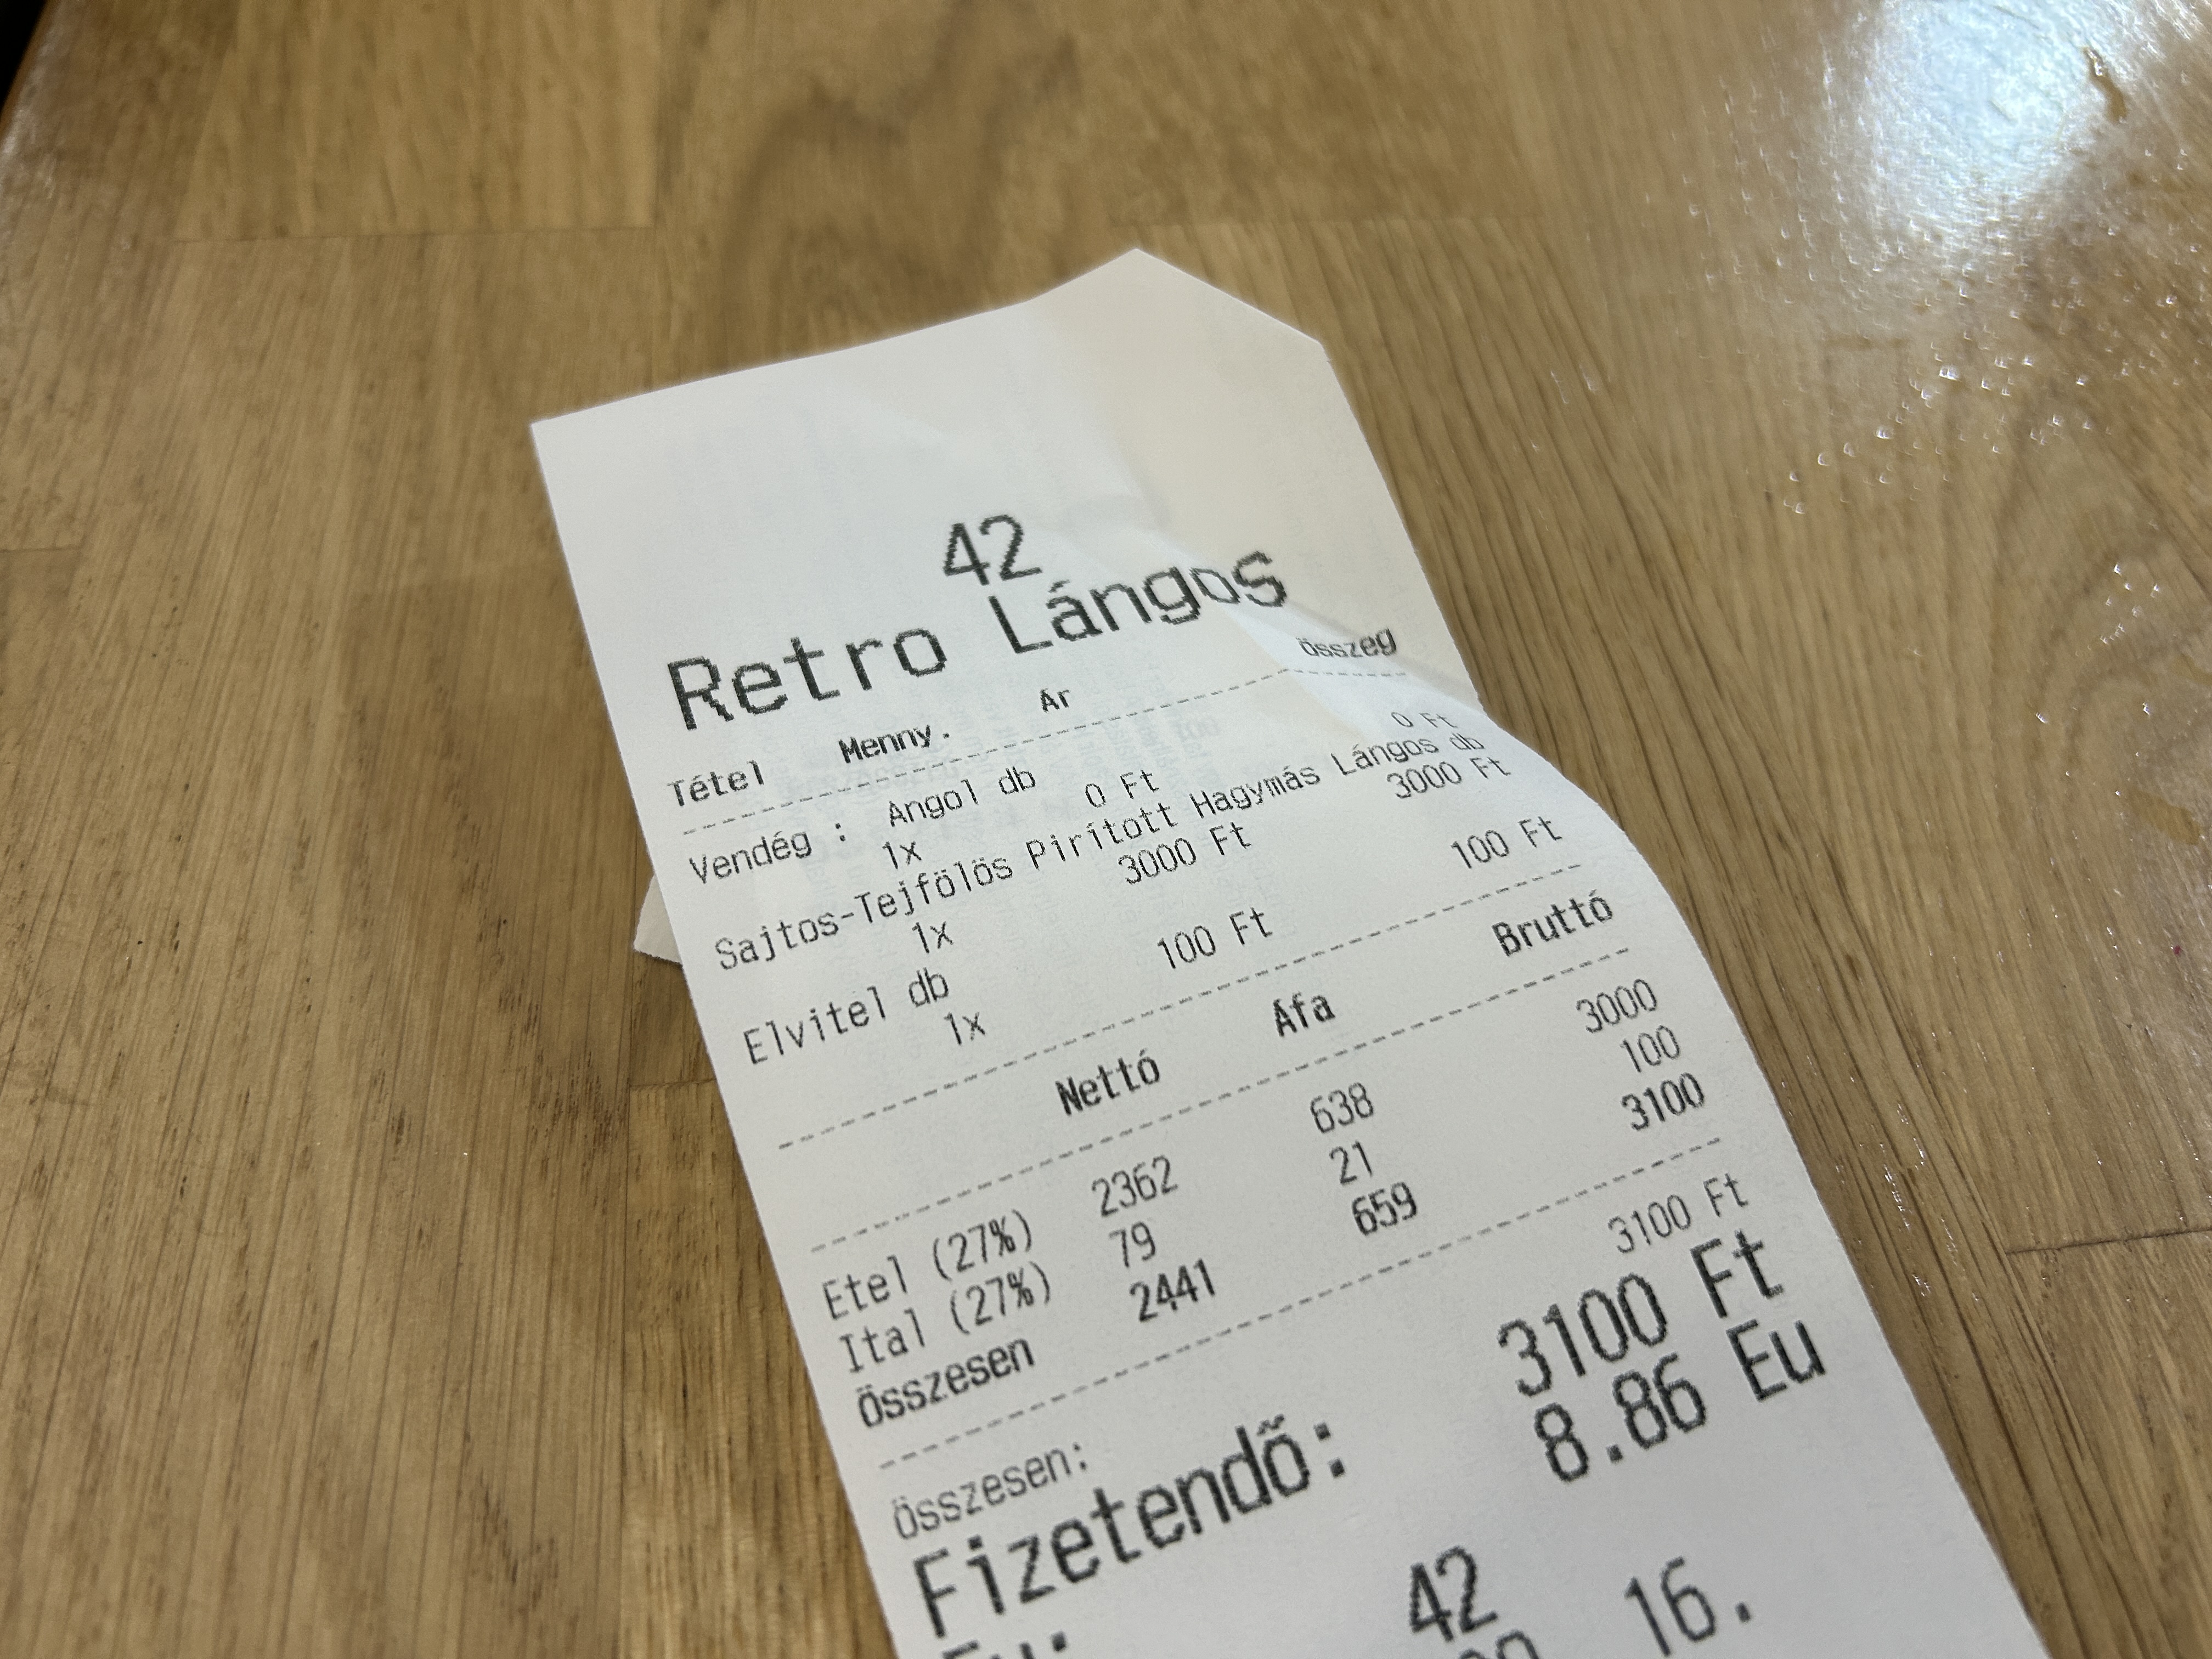 42
Retro Lángos
Tétel Menny. Ár összeg
Vendég : Angol db
1x 0 Ft 0 Ft
Sajtos-Tejfölös Pirított Hagymás Lángos db
1x 3000 Ft 3000 Ft
Elvitel db
1x 100 Ft 100 Ft
Nettó Áfa Bruttó
Étel (27%) 2362 638 3000
Ital (27%) 79 21 100
összesen 2441 659 3100
összesen: 3100 Ft
Fizetendő: 3100 Ft
Eu: 8.86 Eu
42
16.